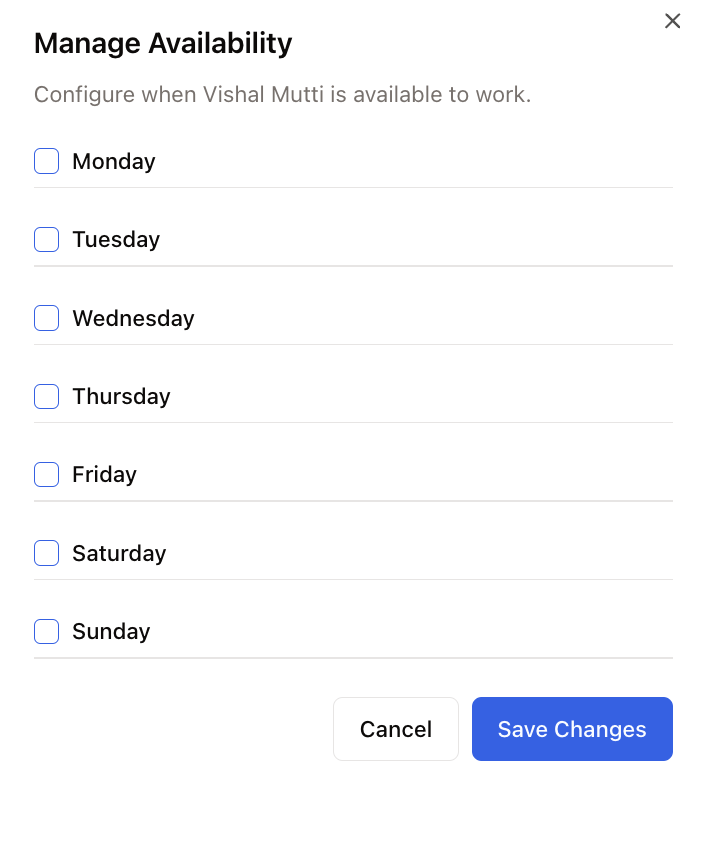 Manage Availability
Configure when Vishal Mutti is available to work.
Monday
Tuesday
Wednesday
Thursday
Friday
Saturday
Sunday
Cancel
Save Changes